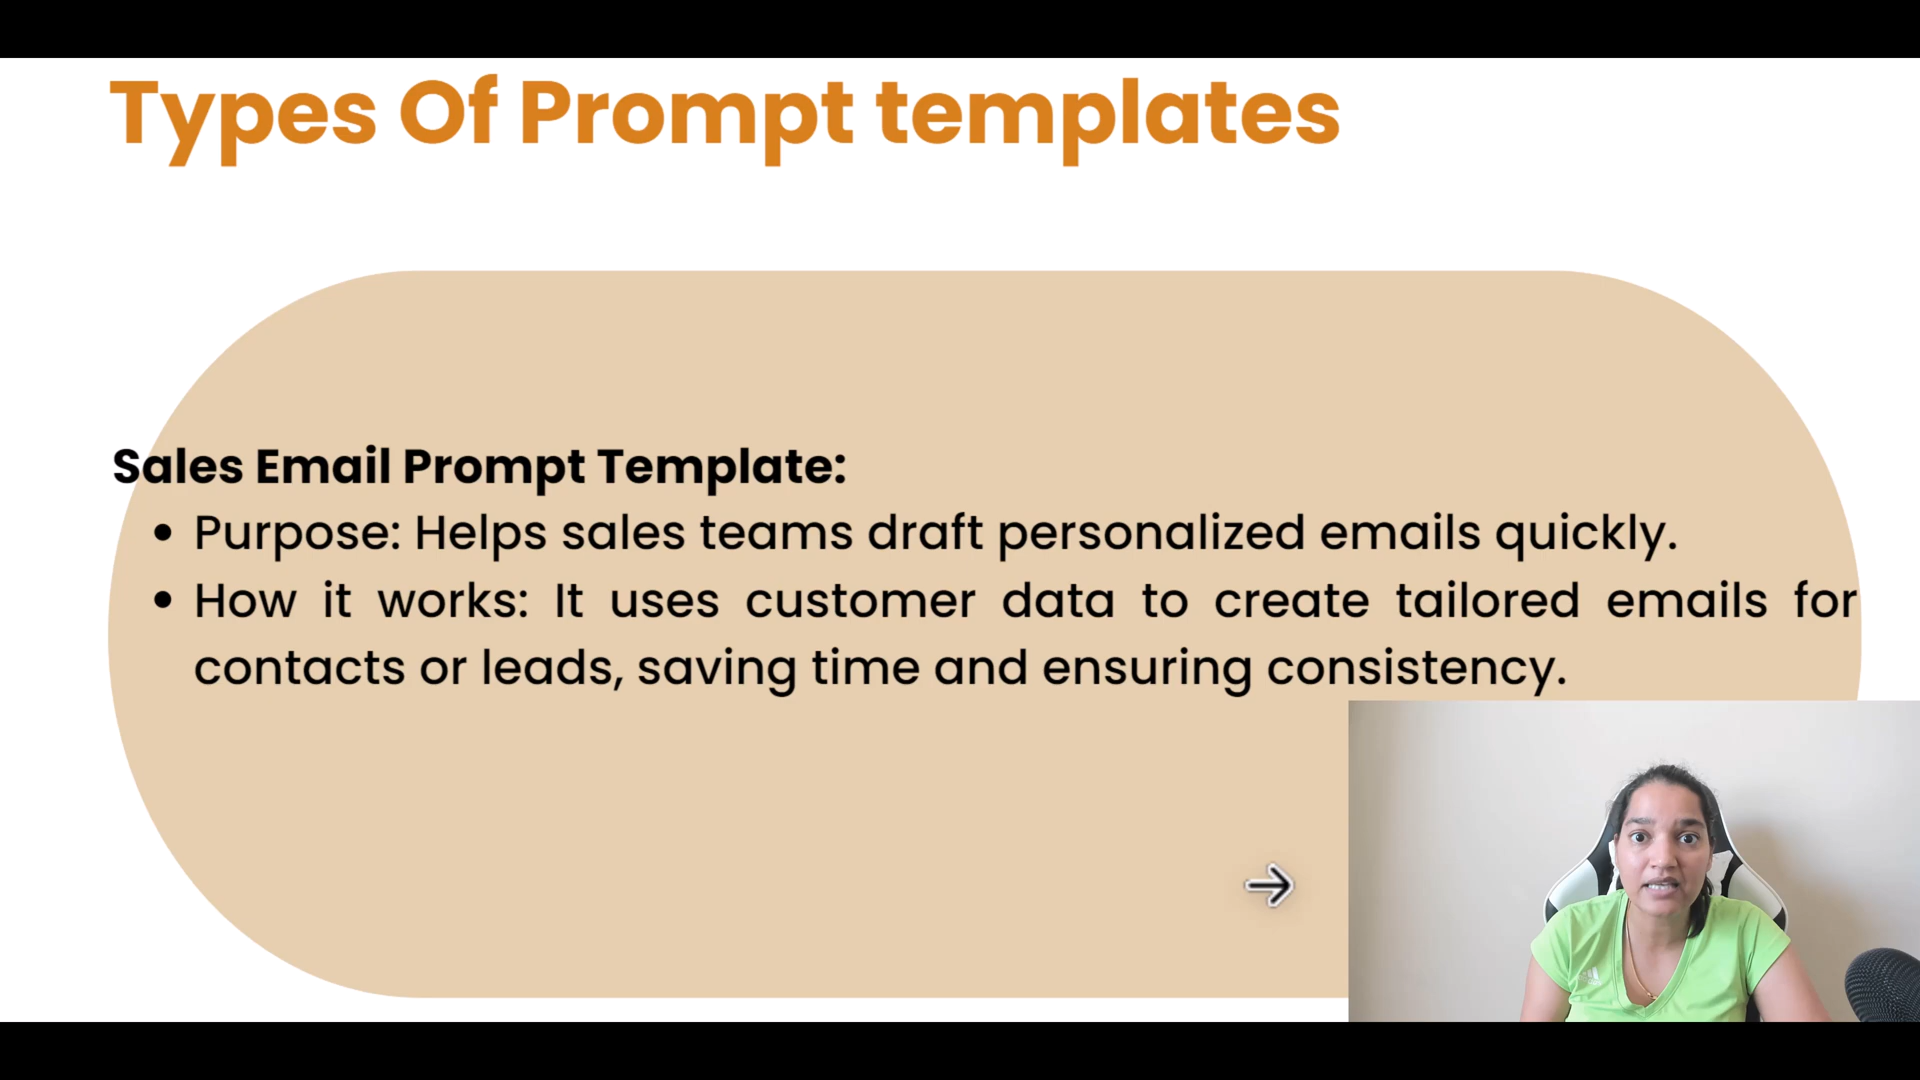 Types Of Prompt templates
Sales Email Prompt Template:
• Purpose: Helps sales teams draft personalized emails quickly.
• How it works: It uses customer data to create tailored emails for
contacts or leads, saving time and ensuring consistency.